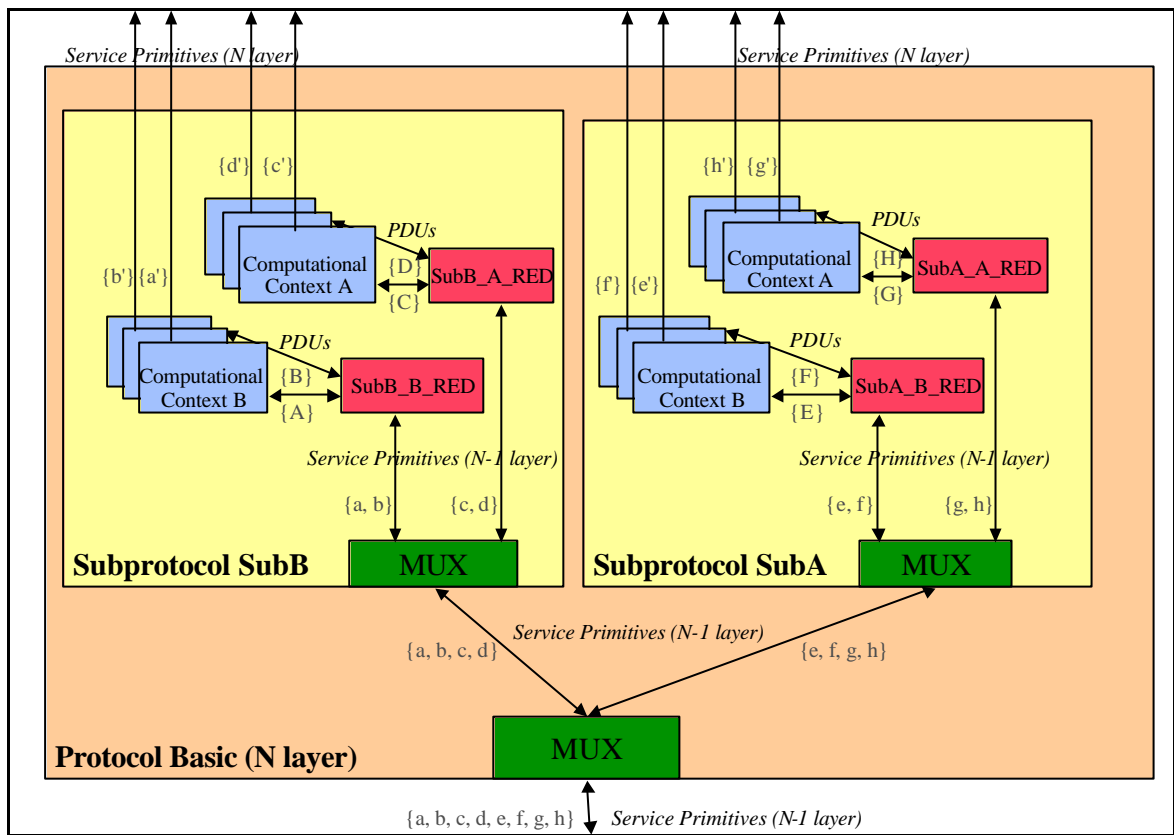 Service Primitives (N layer)
Service Primitives (N layer)
{d'} {c'}
{h'} {g'}
PDUs
PDUs
Computational
Context A
{D}
{C}
SubB_A_RED
Computational
Context A
{H}
{G}
SubA_A_RED
{b'} {a'}
{f'} {e'}
PDUs
PDUs
Computational
Context B
{B}
{A}
SubB_B_RED
Computational
Context B
{F}
{E}
SubA_B_RED
Service Primitives (N-1 layer)
Service Primitives (N-1 layer)
{a, b}
{c, d}
{e, f}
{g, h}
Subprotocol SubB
MUX
Subprotocol SubA
MUX
Service Primitives (N-1 layer)
{a, b, c, d}
{e, f, g, h}
MUX
Protocol Basic (N layer)
{a, b, c, d, e, f, g, h}
Service Primitives (N-1 layer)